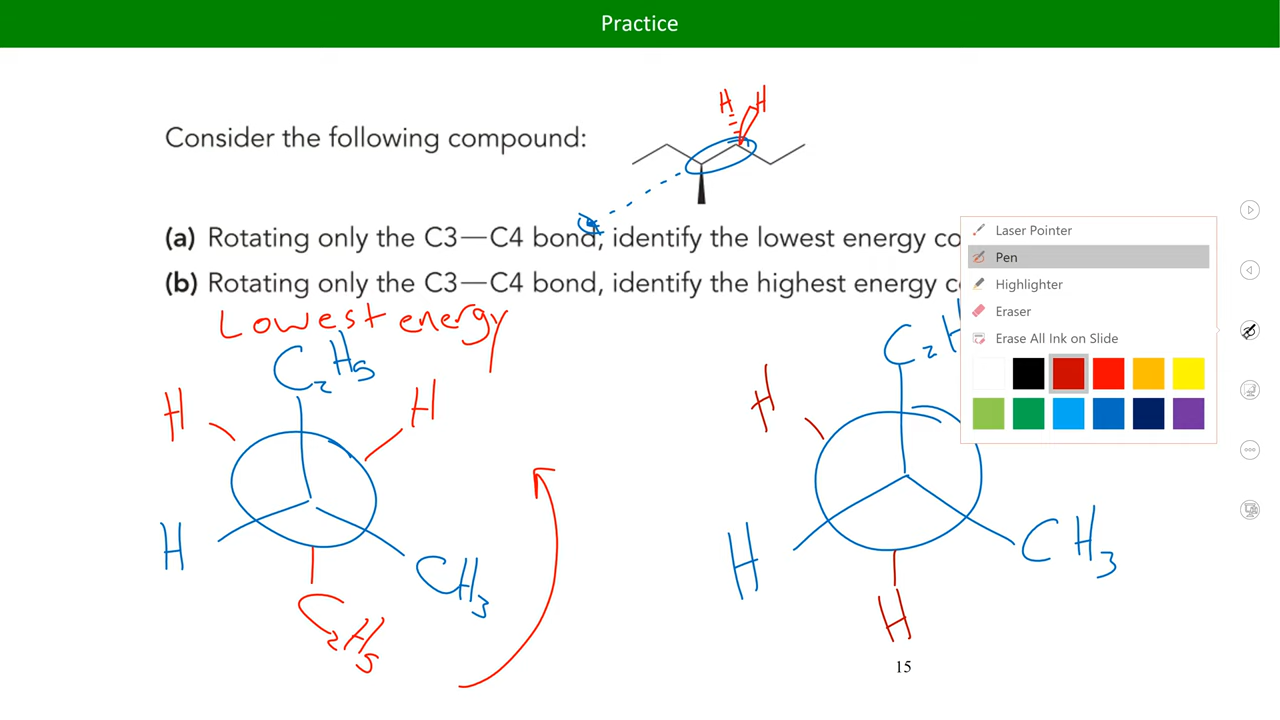 Practice
H H
Consider the following compound:
(a) Rotating only the C3—C4 bond, identify the lowest energy co
(b) Rotating only the C3—C4 bond, identify the highest energy c
Laser Pointer
Pen
Highlighter
Eraser
Erase All Ink on Slide
Lowest energy
C2H5
H
H
H
CH3
C2H5
C2H
H
H
CH3
H
15